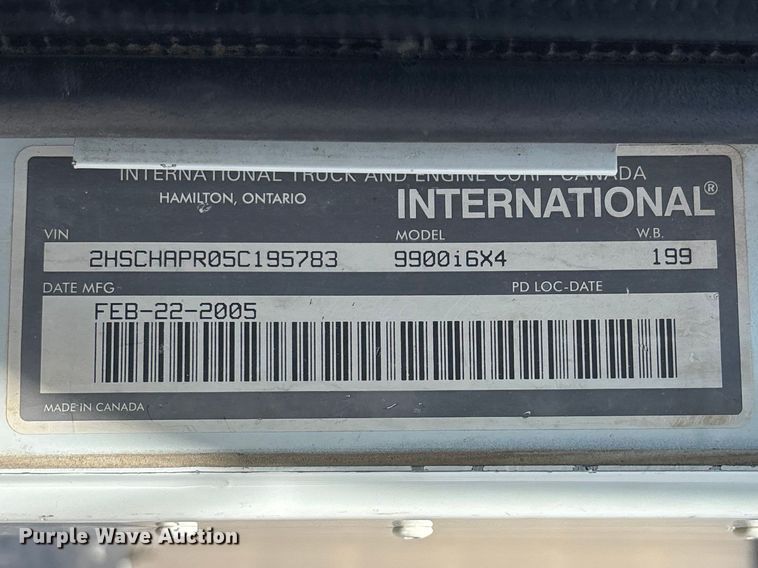 INTERNATIONAL TRUCK AND ENGINE CORP. CANADA
HAMILTON, ONTARIO
INTERNATIONAL®
VIN MODEL W.B.
2HSCHAPR05C195783 9900i6X4 199
DATE MFG PD LOC-DATE
FEB-22-2005
MADE IN CANADA
Purple Wave Auction